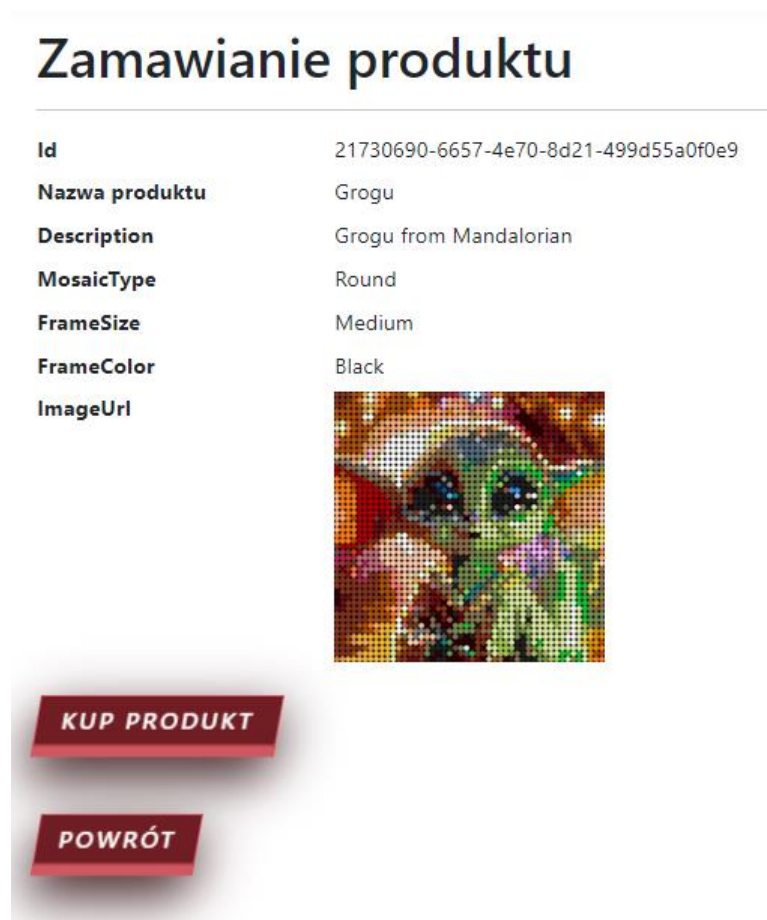 Zamawianie produktu
Id 21730690-6657-4e70-8d21-499d55a0f0e9
Nazwa produktu Grogu
Description Grogu from Mandalorian
MosaicType Round
FrameSize Medium
FrameColor Black
ImageUrl
KUP PRODUKT
POWRÓT